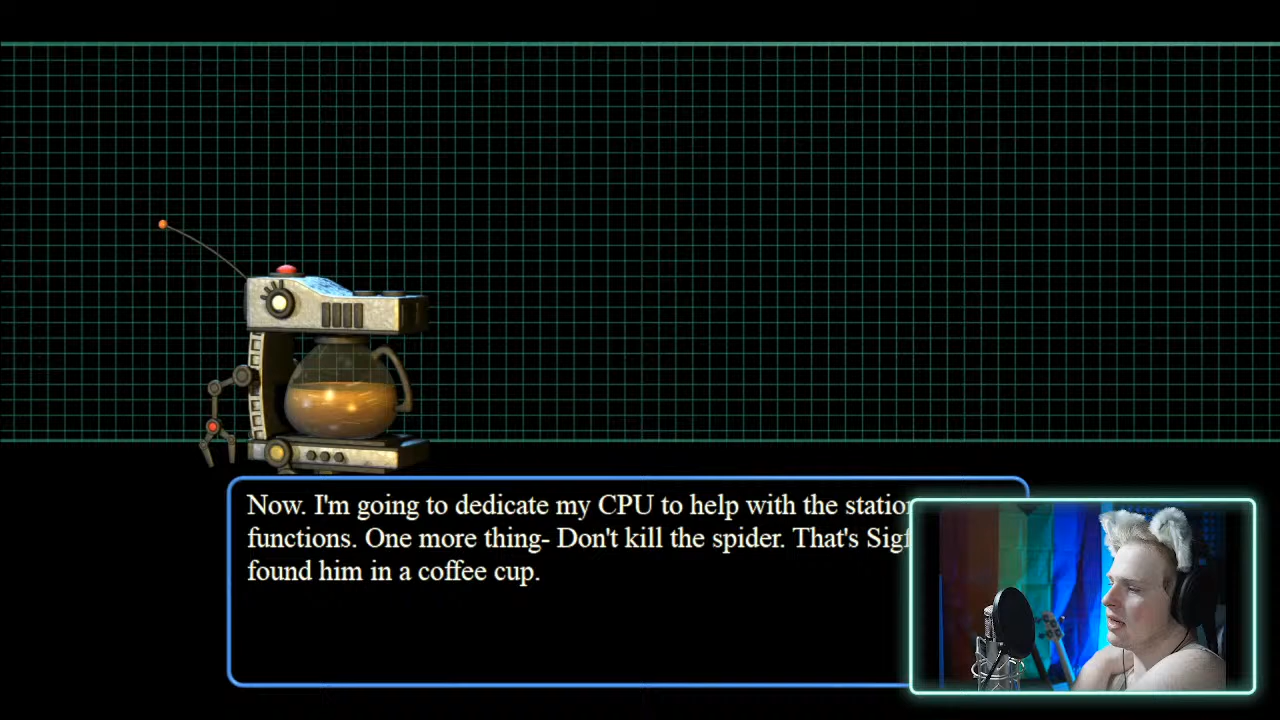 Now. I'm going to dedicate my CPU to help with the
functions. One more thing- Don't kill the spider. That's
found him in a coffee cup.